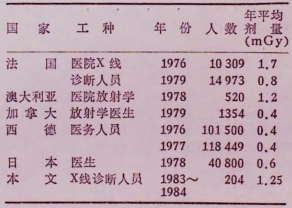 国 家 工 种 年 份 人 数 年平均剂 量(mGy)
法 国 医院X线 1976 10 309 1.7
诊断人员 1979 14 973 0.8
澳大利亚 医院放射学 1978 520 1.2
加 拿 大 放射学医生 1979 1354 0.4
西 德 医务人员 1976 101 500 0.4
1977 118 449 0.4
日 本 医生 1978 40 800 0.6
本 文 X线诊断人员 1983～ 204 1.25
1984